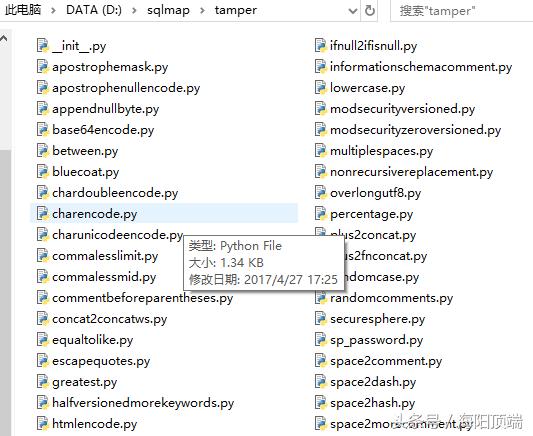 此电脑 > DATA (D:) > sqlmap > tamper
搜索"tamper"
__init__.py
apostrophemask.py
apostrophenullencode.py
appendnullbyte.py
base64encode.py
between.py
bluecoat.py
chardoubleencode.py
charencode.py
charunicodeencode.py
commalesslimit.py
commalessmid.py
commentbeforeparentheses.py
concat2concatws.py
equaltolike.py
escapequotes.py
greatest.py
halfversionedmorekeywords.py
htmlencode.py
ifnull2ifisnull.py
informationschemacomment.py
lowercase.py
modsecurityversioned.py
modsecurityzeroversioned.py
multiplespaces.py
nonrecursivereplacement.py
overlongutf8.py
percentage.py
plus2concat.py
plus2fnconcat.py
randomcase.py
randomcomments.py
securesphere.py
sp_password.py
space2comment.py
space2dash.py
space2hash.py
space2morecomment.py
类型: Python File
大小: 1.34 KB
修改日期: 2017/4/27 17:25
头条号 / 海阳顶端